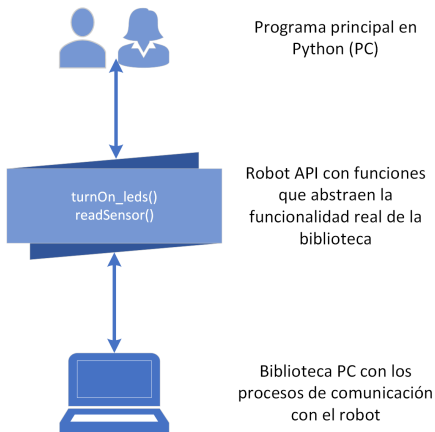 Programa principal en
Python (PC)
turnOn_leds()
readSensor()
Robot API con funciones
que abstraen la
funcionalidad real de la
biblioteca
Biblioteca PC con los
procesos de comunicación
con el robot